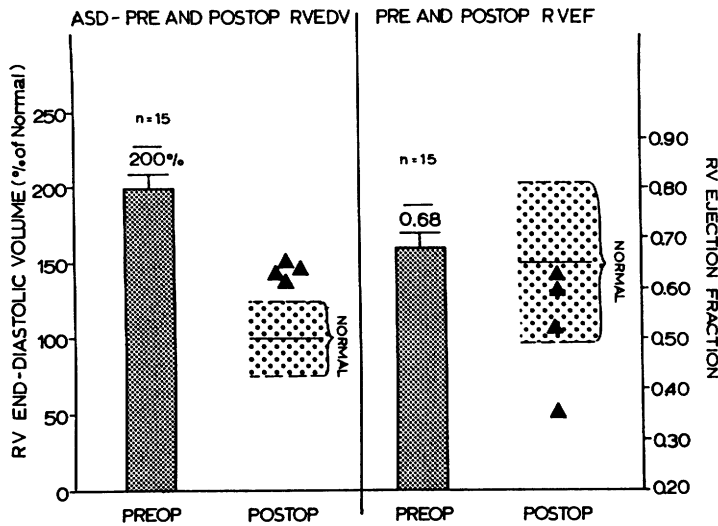 ASD-PRE AND POSTOP RVEDV
PRE AND POSTOP RVEF
RV END-DIASTOLIC VOLUME (% of Normal)
250
200
150
100
50
0
n=15
200%
NORMAL
PREOP
POSTOP
n=15
0.68
NORMAL
PREOP
POSTOP
0.90
0.80
0.70
0.60
0.50
0.40
0.30
0.20
RV EJECTION FRACTION